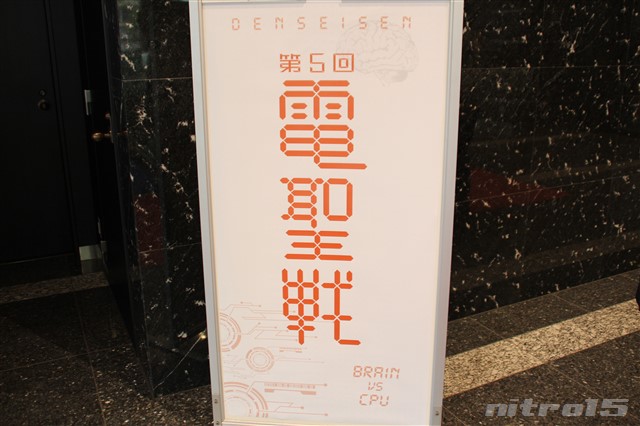 DENSEISEN
第5回
電聖戦
BRAIN
VS
CPU
nitro15